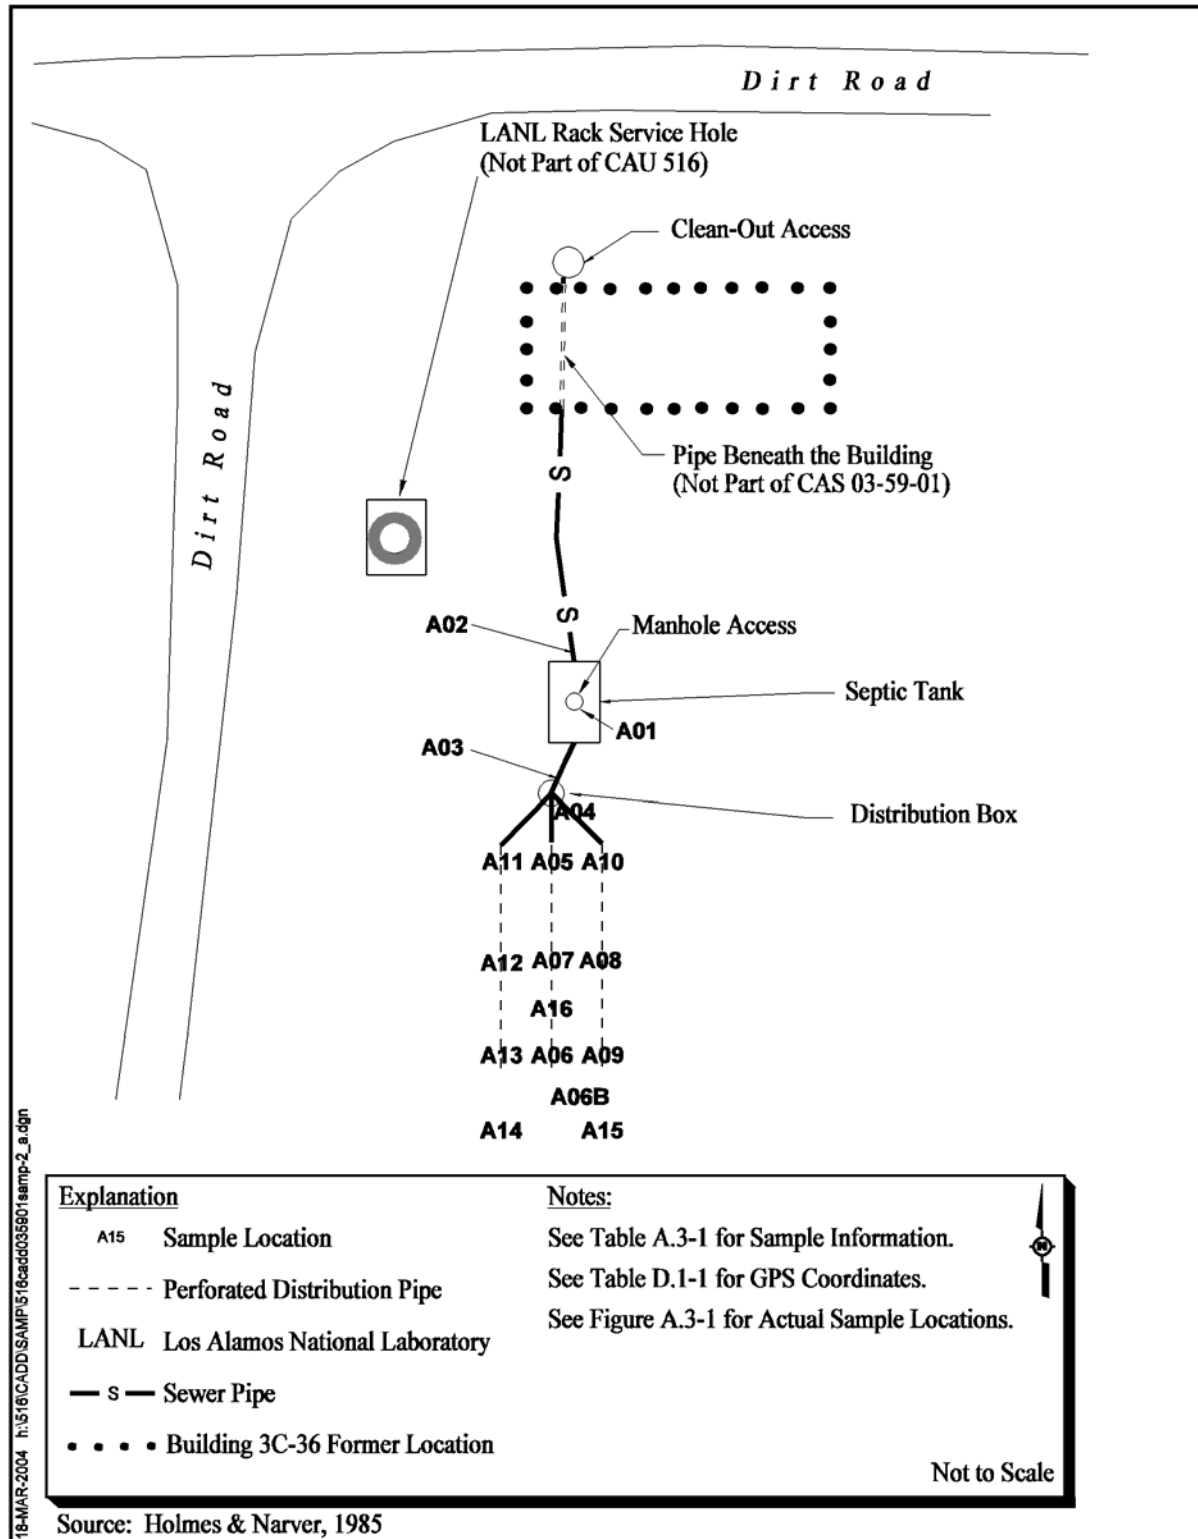 Dirt Road
LANL Rack Service Hole
(Not Part of CAU 516)
Clean-Out Access
Dirt Road
Pipe Beneath the Building
(Not Part of CAS 03-59-01)
S
S
A02
Manhole Access
Septic Tank
A01
A03
A04
Distribution Box
A11 A05 A10
A12 A07 A08
A16
A13 A06 A09
A06B
A14 A15
Explanation
A15 Sample Location
Perforated Distribution Pipe
LANL Los Alamos National Laboratory
S Sewer Pipe
Building 3C-36 Former Location
Notes:
See Table A.3-1 for Sample Information.
See Table D.1-1 for GPS Coordinates.
See Figure A.3-1 for Actual Sample Locations.
N
Not to Scale
Source: Holmes & Narver, 1985
18-MAR-2004 h:\516\CADD\SAMP\516cadd035901samp-2_a.dgn